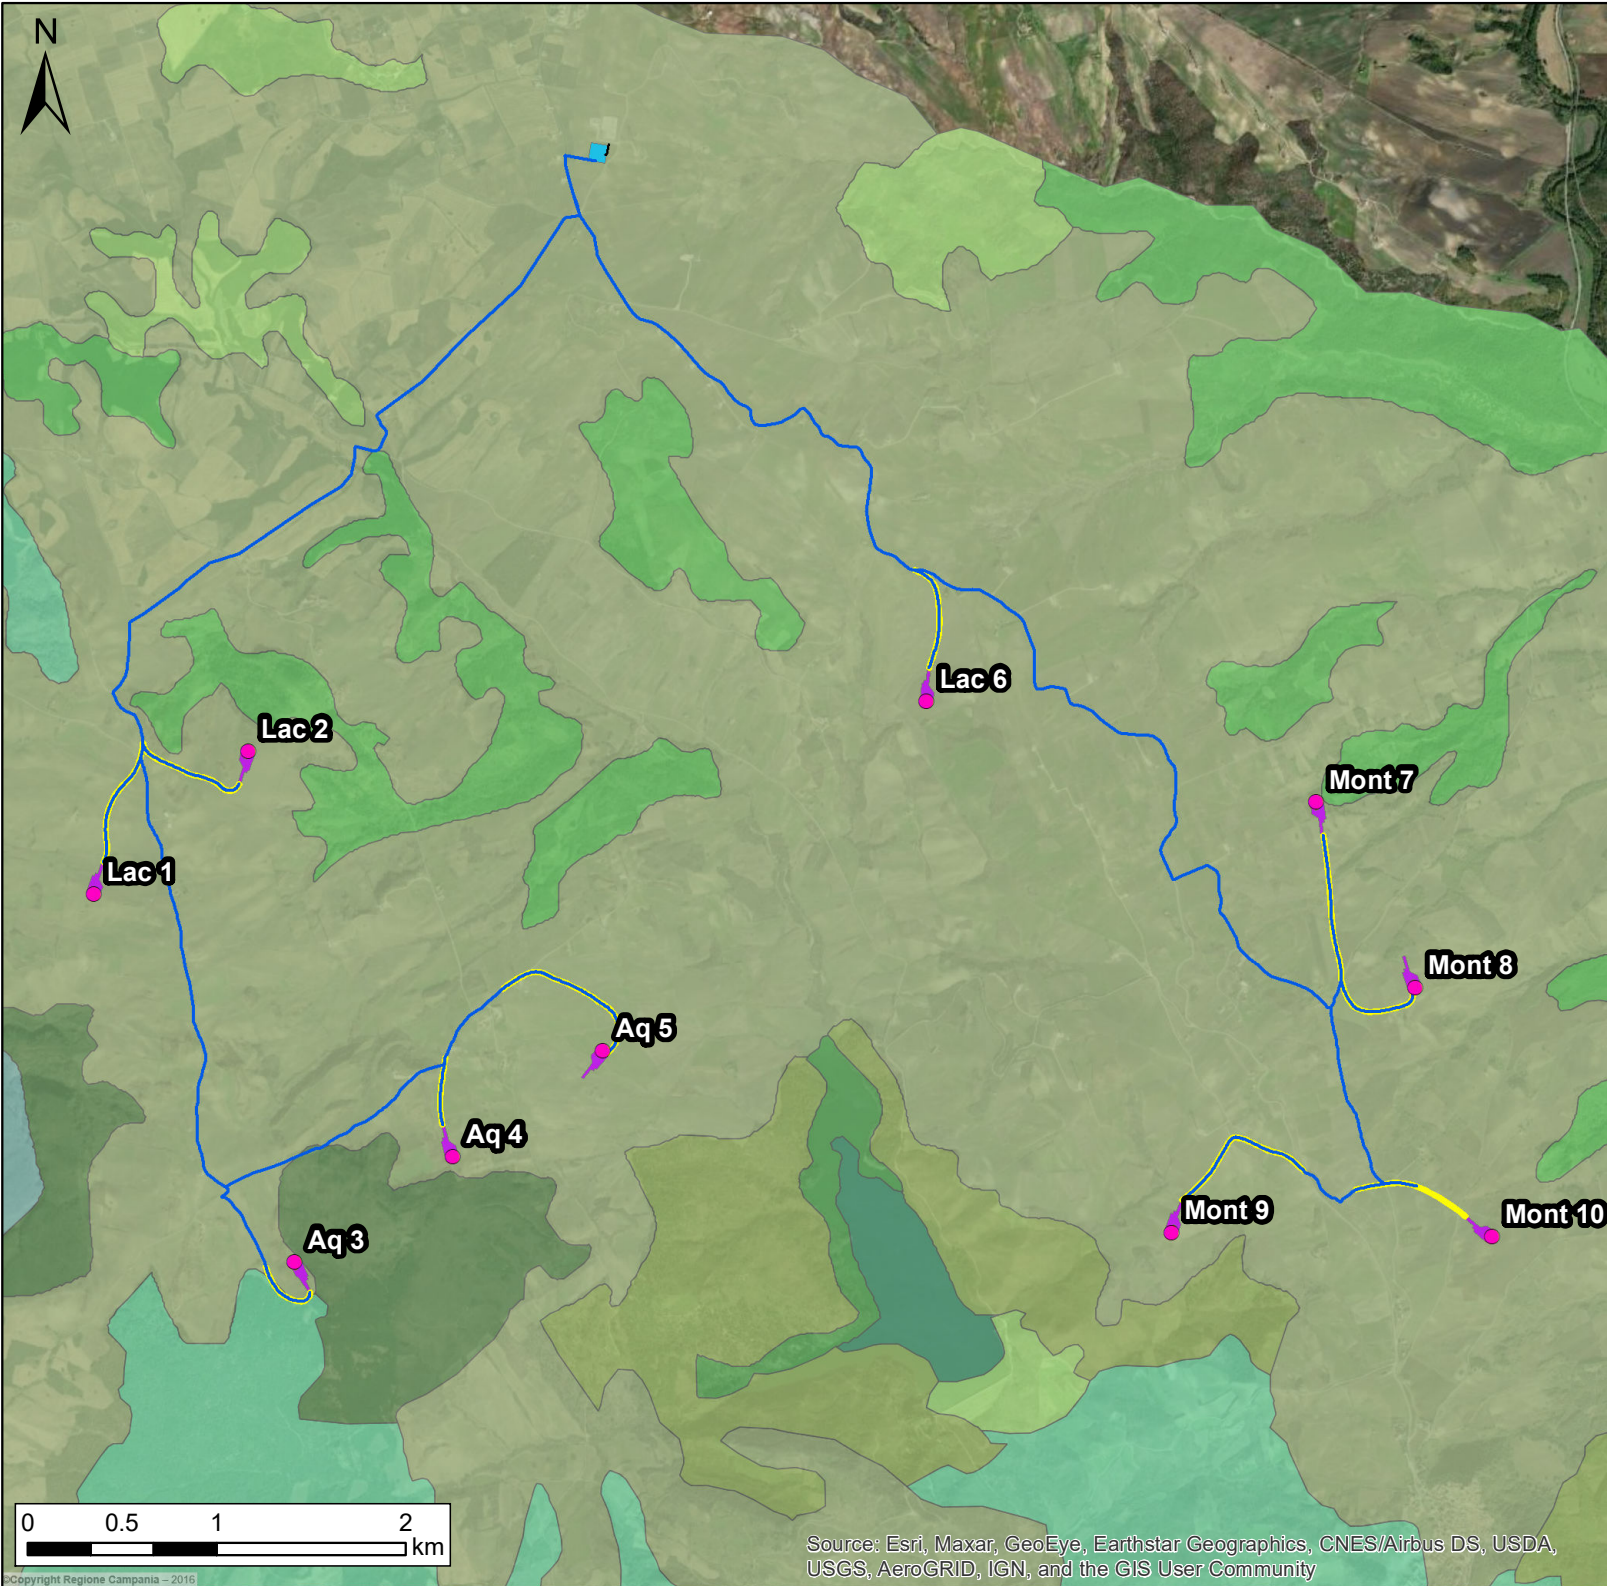 N
Lac 6
Lac 2
Mont 7
Lac 1
Mont 8
Aq 5
Aq 4
Mont 9
Mont 10
Aq 3
0 0.5 1 2
km
Source: Esri, Maxar, GeoEye, Earthstar Geographics, CNES/Airbus DS, USDA,
USGS, AeroGRID, IGN, and the GIS User Community
©Copyright Regione Campania – 2016